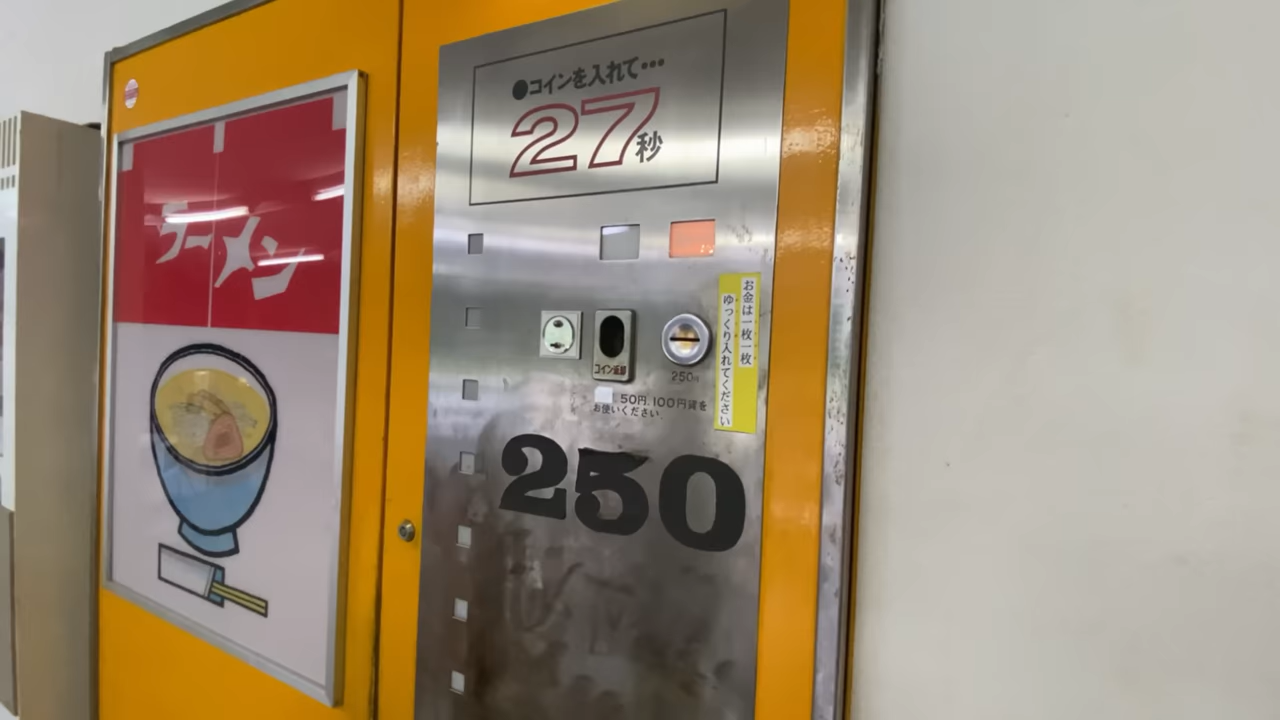 ラーメン
●コインを入れて…
27秒
コイン返却
250円
50円.100円貨を
お使いください.
お金は一枚一枚
ゆっくり入れてください
250